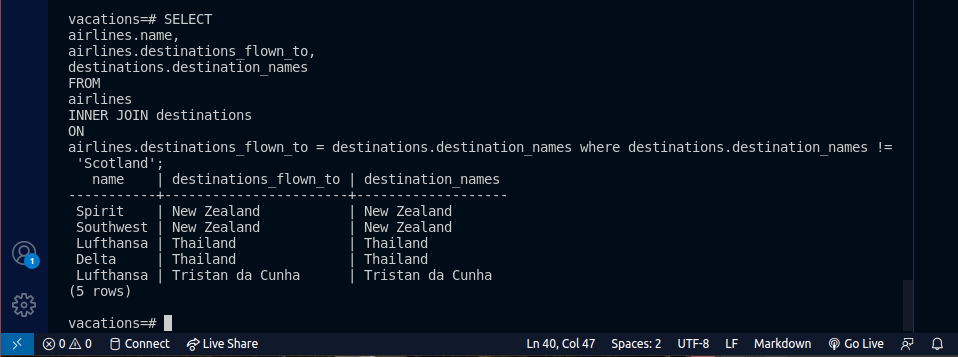 vacations=# SELECT
airlines.name,
airlines.destinations_flown_to,
destinations.destination_names
FROM
airlines
INNER JOIN destinations
ON
airlines.destinations_flown_to = destinations.destination_names where destinations.destination_names !=
 'Scotland';
   name    | destinations_flown_to | destination_names
-----------+-----------------------+-------------------
 Spirit    | New Zealand           | New Zealand
 Southwest | New Zealand           | New Zealand
 Lufthansa | Thailand              | Thailand
 Delta     | Thailand              | Thailand
 Lufthansa | Tristan da Cunha      | Tristan da Cunha
(5 rows)
vacations=#
1
0 0 Connect Live Share Ln 40, Col 47 Spaces: 2 UTF-8 LF Markdown Go Live